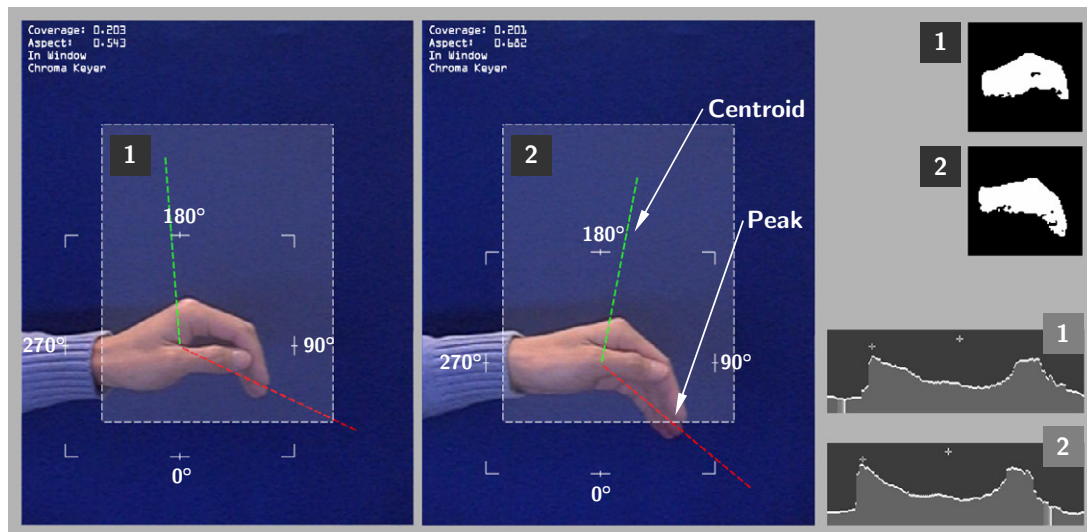 Coverage: 0.203
Aspect: 0.543
In Window
Chroma Keyer
1
180°
270°
90°
0°
Coverage: 0.201
Aspect: 0.682
In Window
Chroma Keyer
2
Centroid
Peak
180°
270°
90°
0°
1
2
1
2